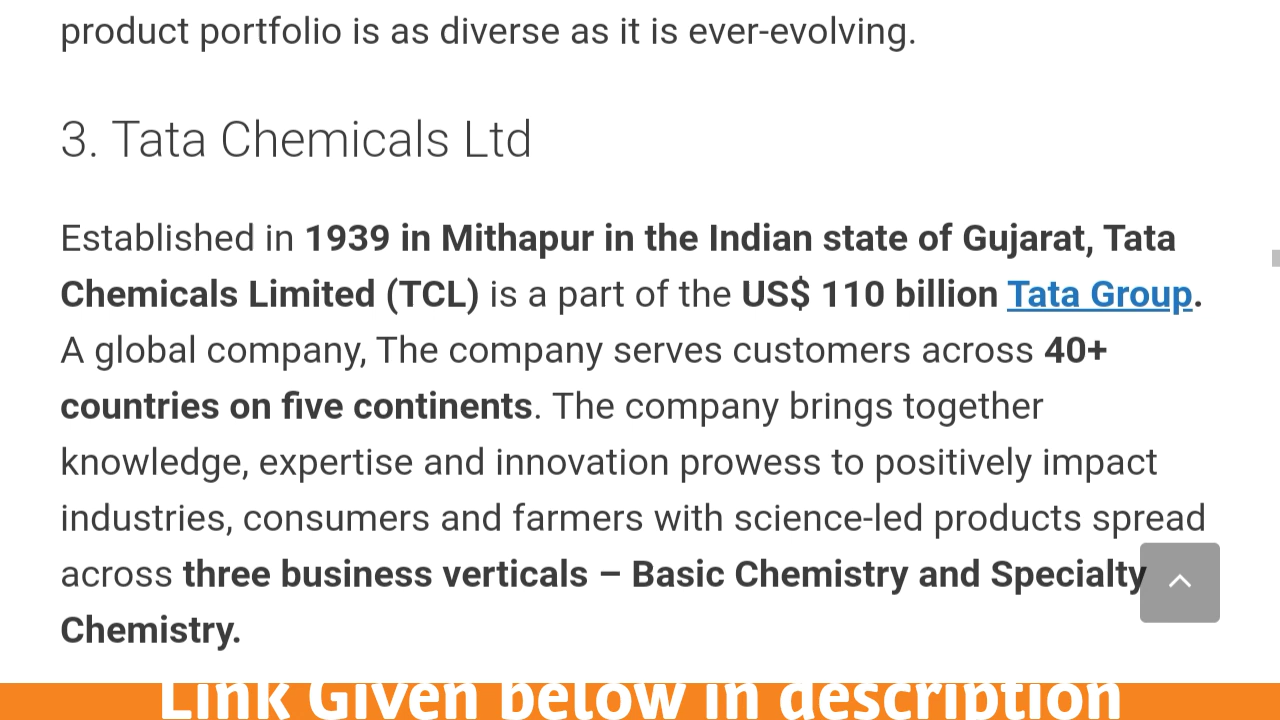 product portfolio is as diverse as it is ever-evolving.
3. Tata Chemicals Ltd
Established in 1939 in Mithapur in the Indian state of Gujarat, Tata
Chemicals Limited (TCL) is a part of the US$ 110 billion Tata Group.
A global company, The company serves customers across 40+
countries on five continents. The company brings together
knowledge, expertise and innovation prowess to positively impact
industries, consumers and farmers with science-led products spread
across three business verticals – Basic Chemistry and Specialty
Chemistry.
Link Given below in description